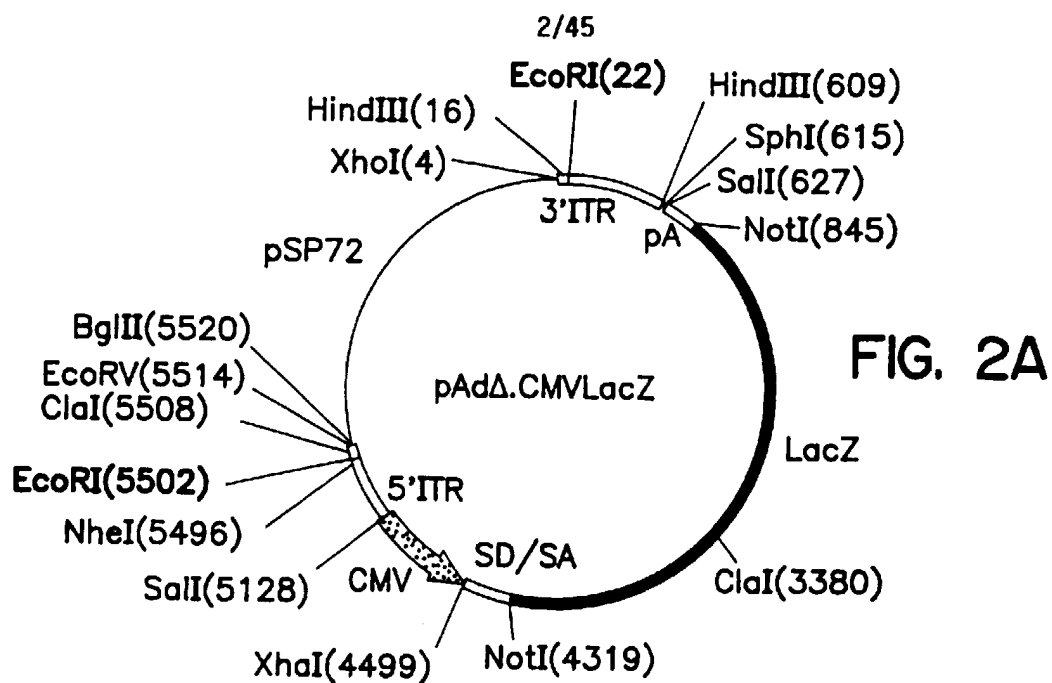 2/45
EcoRI(22)
HindIII(16)
XhoI(4)
HindIII(609)
SphI(615)
SalI(627)
NotI(845)
3'ITR
pA
pSP72
BglII(5520)
EcoRV(5514)
ClaI(5508)
EcoRI(5502)
NheI(5496)
SalI(5128)
5'ITR
CMV
SD/SA
XhaI(4499)
NotI(4319)
ClaI(3380)
LacZ
pAdΔ.CMVLacZ
FIG. 2A